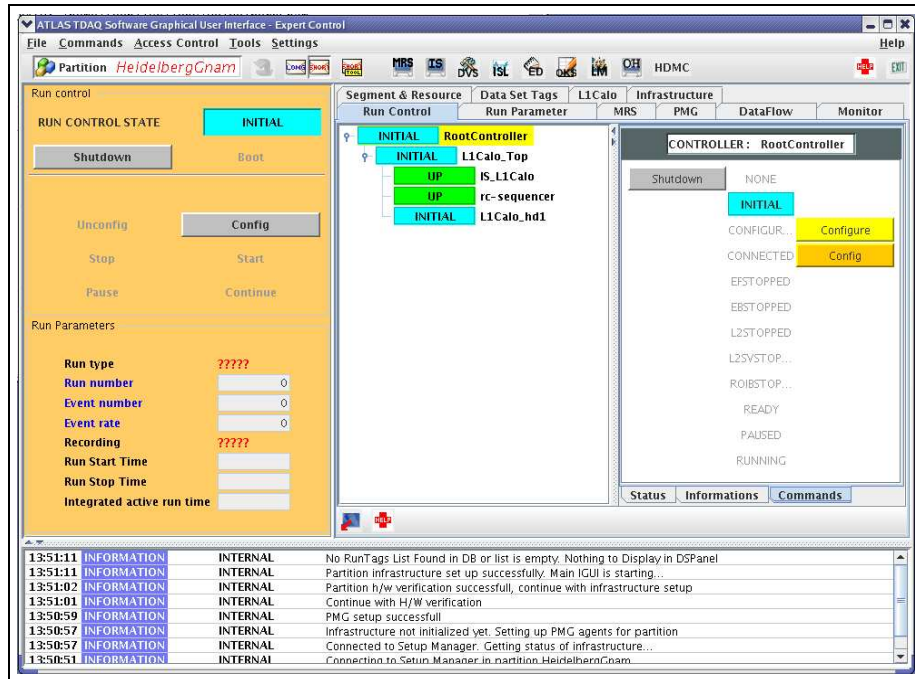 ATLAS TDAQ Software Graphical User Interface - Expert Control
File Commands Access Control Tools Settings Help
Partition HeidelbergGnam LONG SHORT SHORT TOOL MRS IS DVS ISL ED OKS EM OH HDMC HELP EXIT
Run control
RUN CONTROL STATE INITIAL
Shutdown Boot
Unconfig Config
Stop Start
Pause Continue
Run Parameters
Run type ?????
Run number 0
Event number 0
Event rate 0
Recording ?????
Run Start Time
Run Stop Time
Integrated active run time
Segment & Resource Data Set Tags L1Calo Infrastructure
Run Control Run Parameter MRS PMG DataFlow Monitor
INITIAL RootController
INITIAL L1Calo_Top
UP IS_L1Calo
UP rc-sequencer
INITIAL L1Calo_hd1
HELP
CONTROLLER : RootController
Shutdown NONE
INITIAL
CONFIGUR... Configure
CONNECTED Config
EFSTOPPED
EBSTOPPED
L2STOPPED
L2SVSTOP...
ROIBSTOP...
READY
PAUSED
RUNNING
Status Informations Commands
13:51:11 INFORMATION INTERNAL No RunTags List Found in DB or list is empty. Nothing to Display in DSPanel
13:51:11 INFORMATION INTERNAL Partition infrastructure set up successfully. Main IGUI is starting...
13:51:02 INFORMATION INTERNAL Partition h/w verification successful, continue with infrastructure setup
13:51:01 INFORMATION INTERNAL Continue with H/W verification
13:50:59 INFORMATION INTERNAL PMG setup successfull
13:50:57 INFORMATION INTERNAL Infrastructure not initialized yet. Setting up PMG agents for partition
13:50:57 INFORMATION INTERNAL Connected to Setup Manager. Getting status of infrastructure...
13:50:51 INFORMATION INTERNAL Connecting to Setup Manager in partition HeidelbergGnam